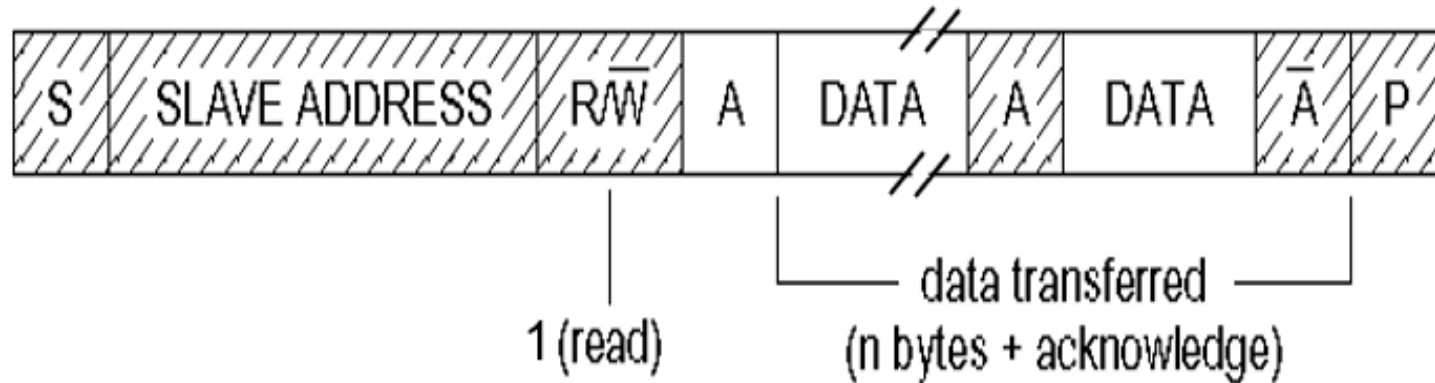 S SLAVE ADDRESS R/W̅ A DATA A DATA A̅ P
data transferred
1 (read) (n bytes + acknowledge)